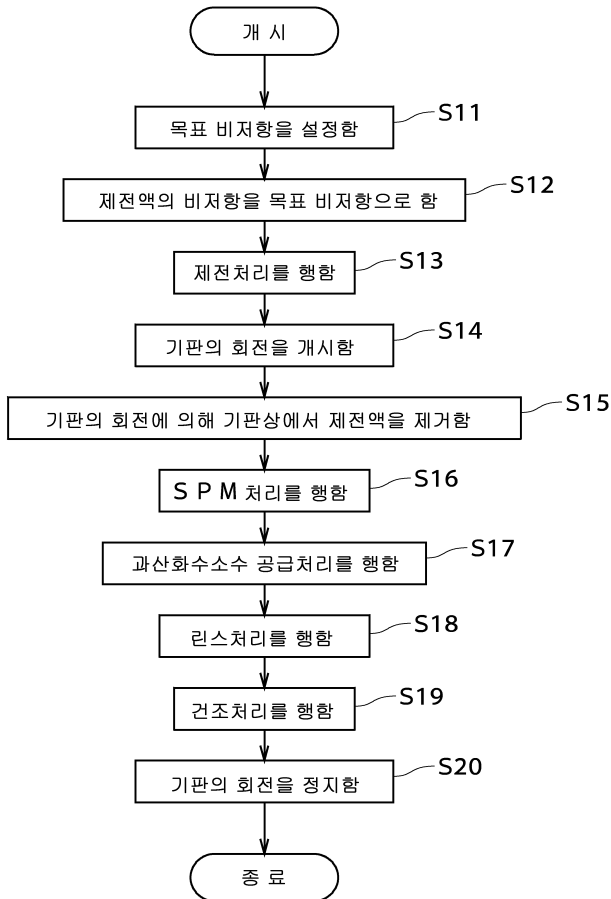 개 시
목표 비저항을 설정함 S11
제전액의 비저항을 목표 비저항으로 함 S12
제전처리를 행함 S13
기판의 회전을 개시함 S14
기판의 회전에 의해 기판상에서 제전액을 제거함 S15
S P M 처리를 행함 S16
과산화수소수 공급처리를 행함 S17
린스처리를 행함 S18
건조처리를 행함 S19
기판의 회전을 정지함 S20
종 료